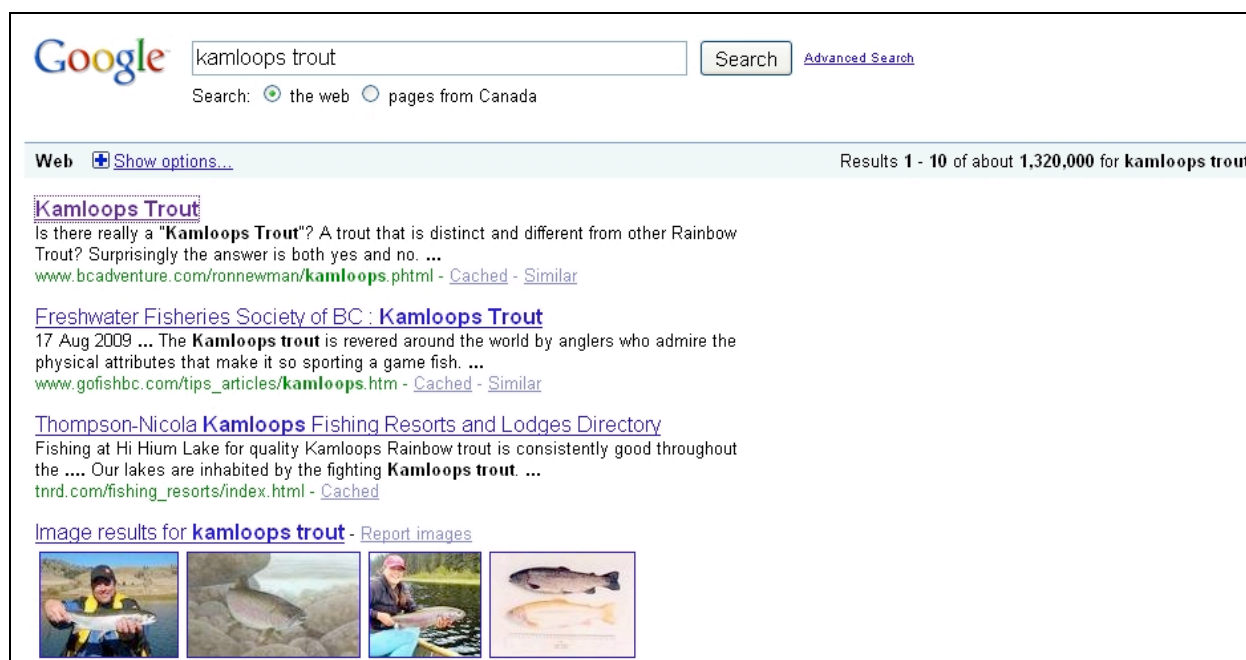 Google kamloops trout Search Advanced Search
Search: the web pages from Canada
Web Show options... Results 1 - 10 of about 1,320,000 for kamloops trout
Kamloops Trout
Is there really a "Kamloops Trout"? A trout that is distinct and different from other Rainbow
Trout? Surprisingly the answer is both yes and no. ...
www.bcadventure.com/ronnewman/kamloops.phtml - Cached - Similar
Freshwater Fisheries Society of BC : Kamloops Trout
17 Aug 2009 ... The Kamloops trout is revered around the world by anglers who admire the
physical attributes that make it so sporting a game fish. ...
www.gofishbc.com/tips_articles/kamloops.htm - Cached - Similar
Thompson-Nicola Kamloops Fishing Resorts and Lodges Directory
Fishing at Hi Hium Lake for quality Kamloops Rainbow trout is consistently good throughout
the .... Our lakes are inhabited by the fighting Kamloops trout. ...
tnrd.com/fishing_resorts/index.html - Cached
Image results for kamloops trout - Report images